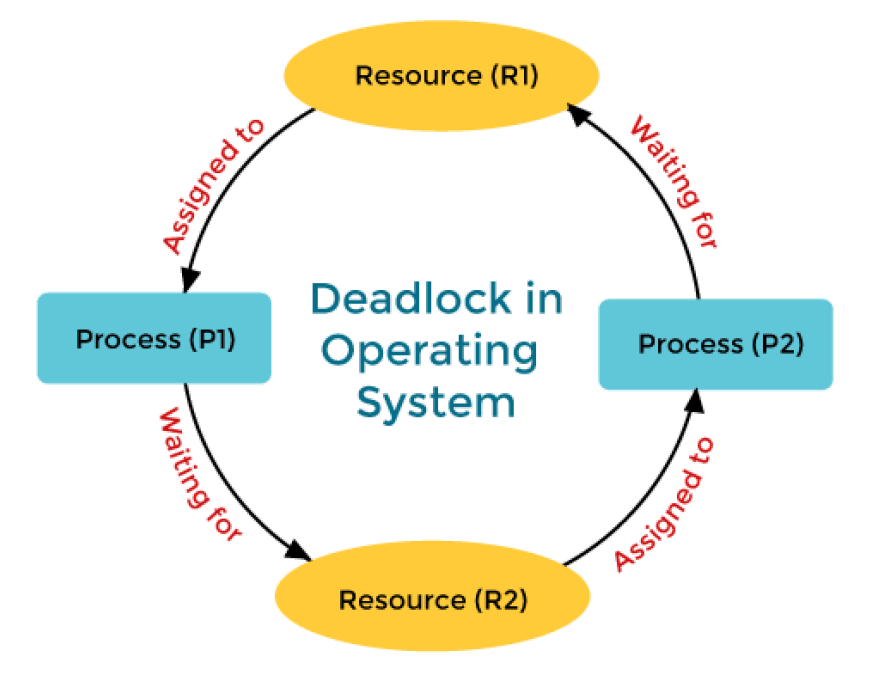 Resource (R1)
Assigned to
Waiting for
Deadlock in
Operating
System
Process (P1)
Process (P2)
Waiting for
Assigned to
Resource (R2)